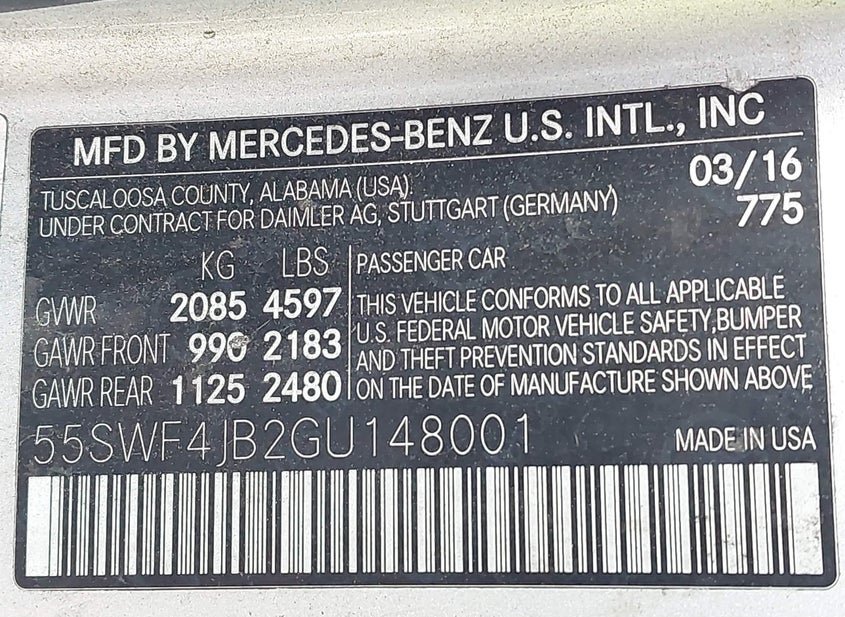 MFD BY MERCEDES-BENZ U.S. INTL., INC
TUSCALOOSA COUNTY, ALABAMA (USA). 03/16
UNDER CONTRACT FOR DAIMLER AG, STUTTGART (GERMANY) 775
KG LBS PASSENGER CAR
GVWR 2085 4597 THIS VEHICLE CONFORMS TO ALL APPLICABLE
U.S. FEDERAL MOTOR VEHICLE SAFETY,BUMPER
GAWR FRONT 990 2183 AND THEFT PREVENTION STANDARDS IN EFFECT
GAWR REAR 1125 2480 ON THE DATE OF MANUFACTURE SHOWN ABOVE
55SWF4JB2GU148001 MADE IN USA